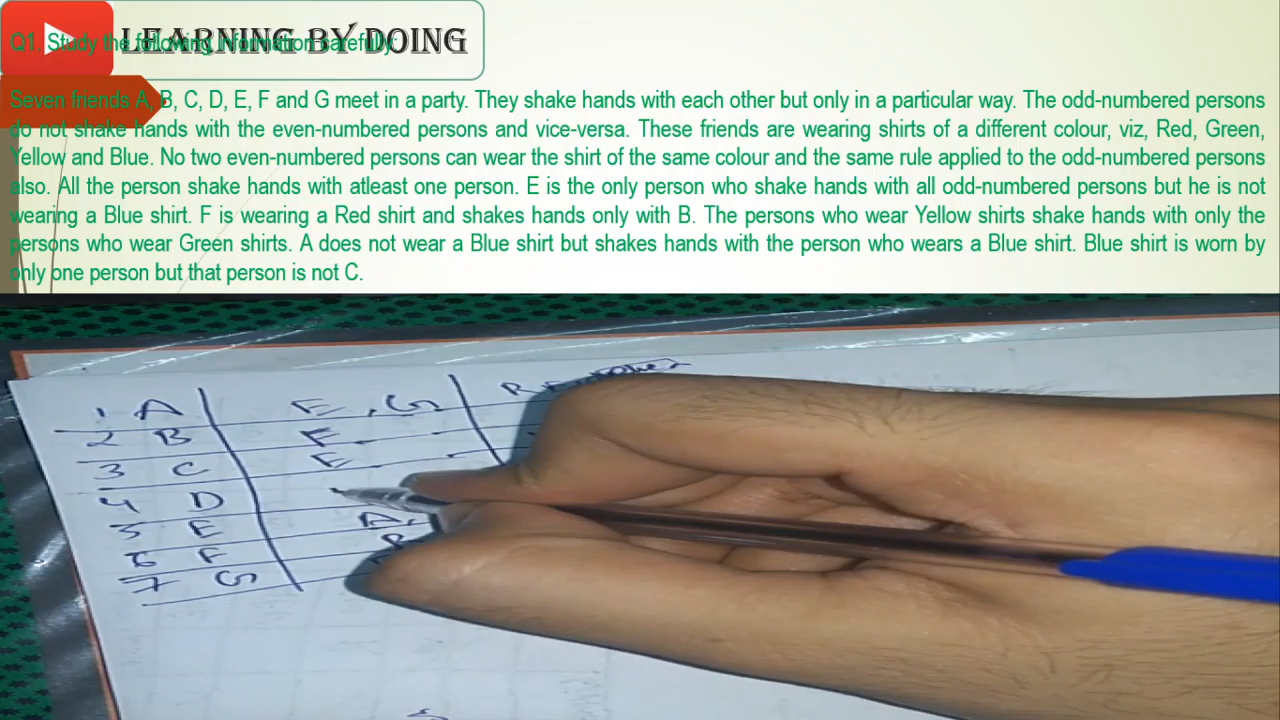 LEARNING BY DOING
Q1. Study the following information carefully:
Seven friends A, B, C, D, E, F and G meet in a party. They shake hands with each other but only in a particular way. The odd-numbered persons
do not shake hands with the even-numbered persons and vice-versa. These friends are wearing shirts of a different colour, viz, Red, Green,
Yellow and Blue. No two even-numbered persons can wear the shirt of the same colour and the same rule applied to the odd-numbered persons
also. All the person shake hands with atleast one person. E is the only person who shake hands with all odd-numbered persons but he is not
wearing a Blue shirt. F is wearing a Red shirt and shakes hands only with B. The persons who wear Yellow shirts shake hands with only the
persons who wear Green shirts. A does not wear a Blue shirt but shakes hands with the person who wears a Blue shirt. Blue shirt is worn by
only one person but that person is not C.
1 A E, G
2 B F
3 C E
4 D
5 E A,
6 F B
7 G